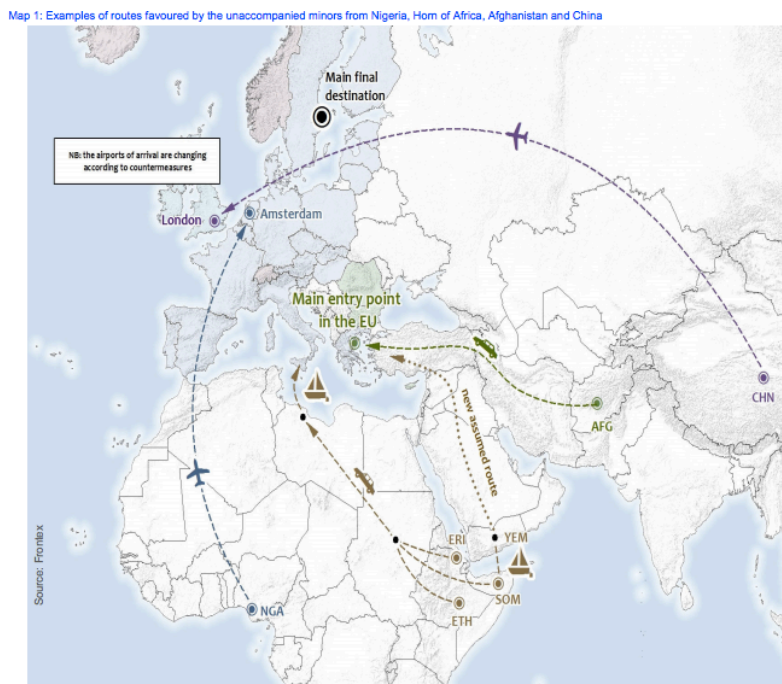 Map 1: Examples of routes favoured by the unaccompanied minors from Nigeria, Horn of Africa, Afghanistan and China
Main final
destination
NB: the airports of arrival are changing
according to countermeasures
London
Amsterdam
Main entry point
in the EU
CHN
AFG
new assumed route
ERI
YEM
SOM
ETH
NGA
Source: Frontex